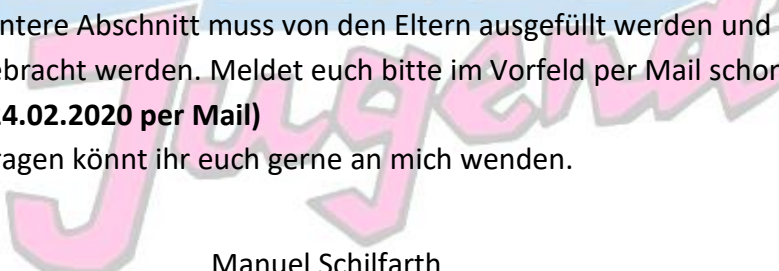 ntere Abschnitt muss von den Eltern ausgefüllt werden und
ebracht werden. Meldet euch bitte im Vorfeld per Mail schon
4.02.2020 per Mail)
ragen könnt ihr euch gerne an mich wenden.
Jugend
Manuel Schilfarth